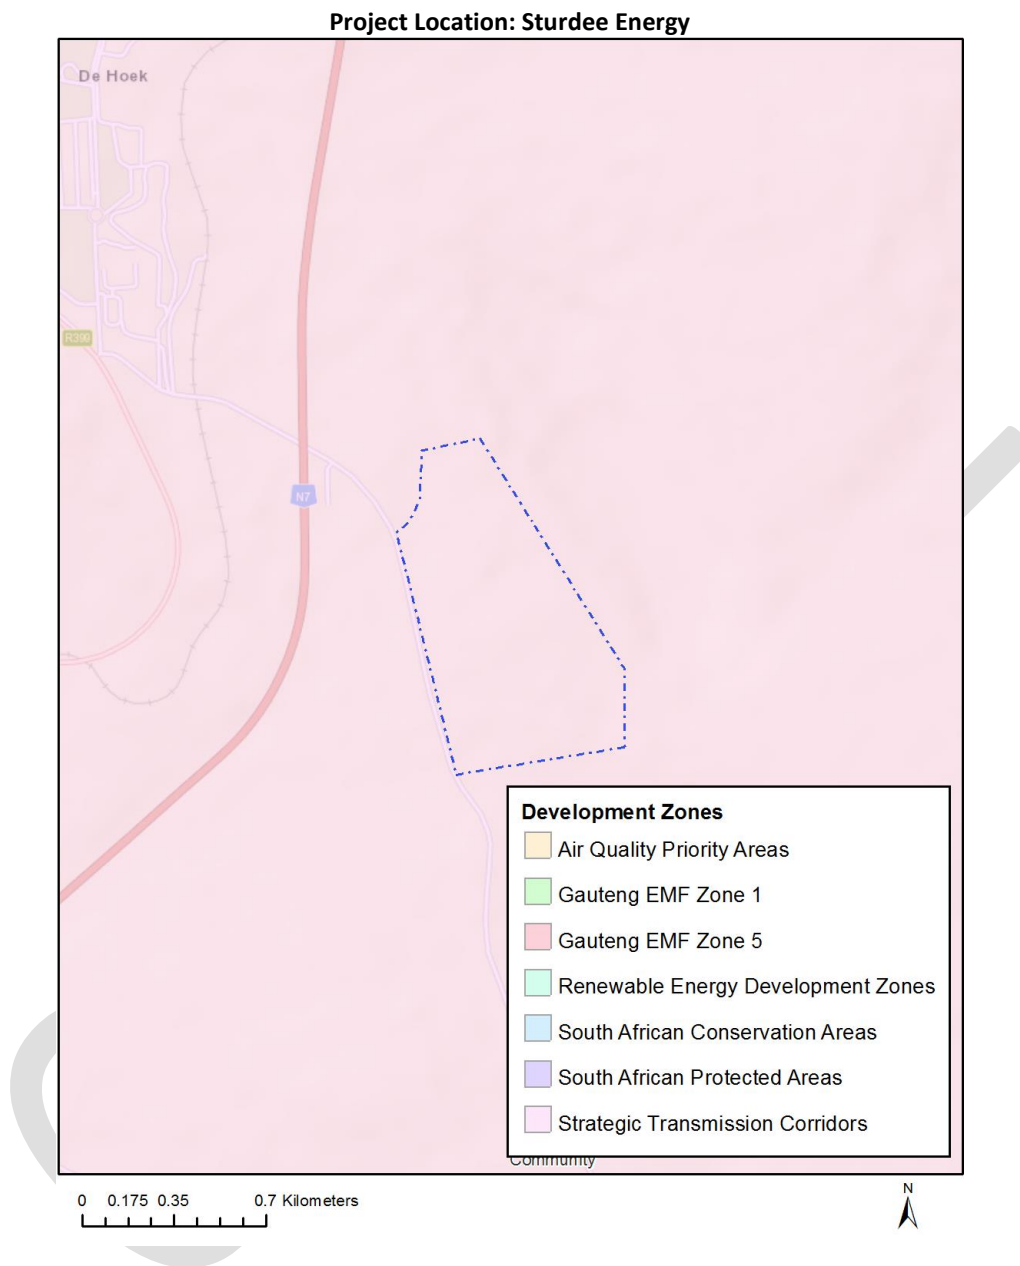 Project Location: Sturdee Energy
De Hoek
R399
N7
Development Zones
Air Quality Priority Areas
Gauteng EMF Zone 1
Gauteng EMF Zone 5
Renewable Energy Development Zones
South African Conservation Areas
South African Protected Areas
Strategic Transmission Corridors
Community
0 0.175 0.35 0.7 Kilometers
N